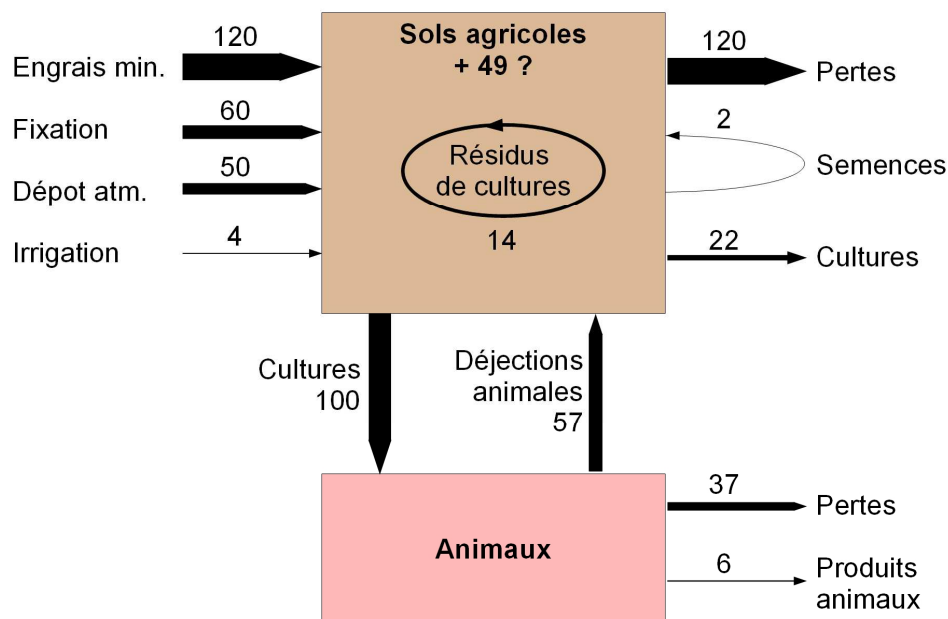 120
Engrais min.
60
Fixation
50
Dépot atm.
4
Irrigation
Sols agricoles
+ 49 ?
Résidus
de cultures
14
120
Pertes
2
Semences
22
Cultures
Cultures
100
Déjections
animales
57
Animaux
37
Pertes
6
Produits
animaux